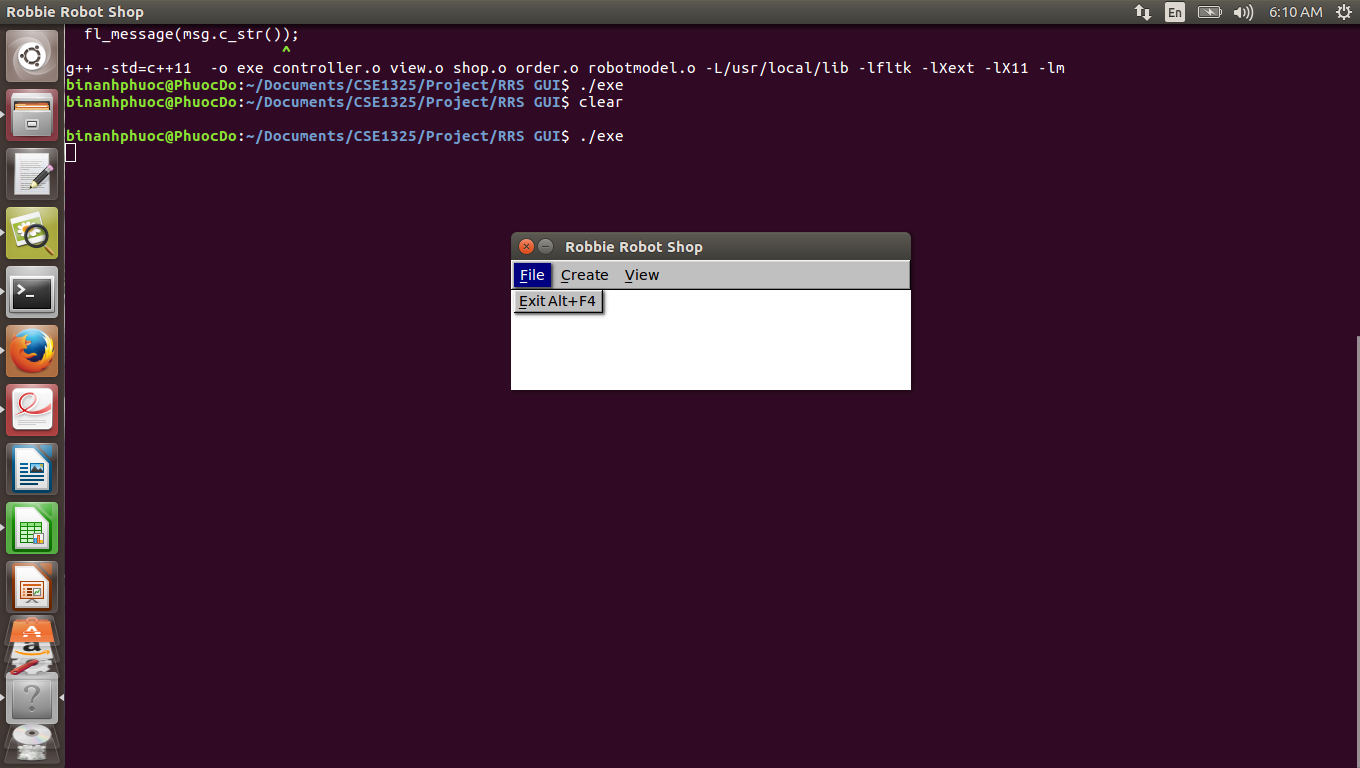 Robbie Robot Shop En 6:10 AM
fl_message(msg.c_str());
^
g++ -std=c++11  -o exe controller.o view.o shop.o order.o robotmodel.o -L/usr/local/lib -lfltk -lXext -lX11 -lm
binanhphuoc@PhuocDo:~/Documents/CSE1325/Project/RRS GUI$ ./exe
binanhphuoc@PhuocDo:~/Documents/CSE1325/Project/RRS GUI$ clear
binanhphuoc@PhuocDo:~/Documents/CSE1325/Project/RRS GUI$ ./exe
Robbie Robot Shop
File Create View
Exit Alt+F4